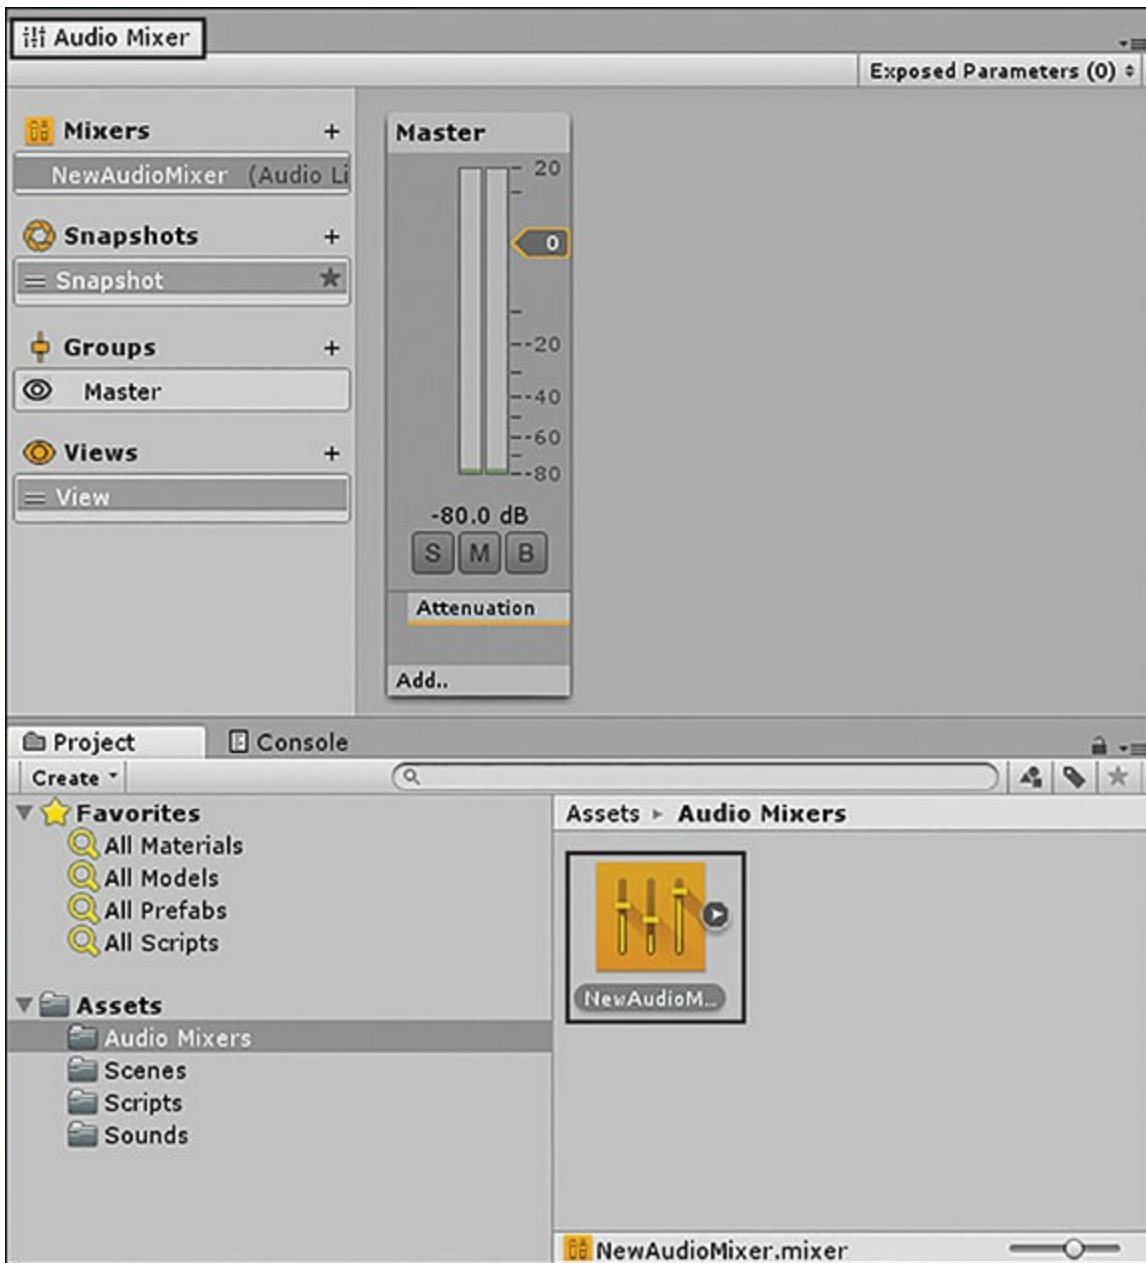 Audio Mixer
Exposed Parameters (0)
Mixers +
NewAudioMixer (Audio Li
Snapshots +
Snapshot
Groups +
Master
Views +
View
Master
20
0
-20
-40
-60
-80
-80.0 dB
S M B
Attenuation
Add..
Project Console
Create
Favorites
All Materials
All Models
All Prefabs
All Scripts
Assets
Audio Mixers
Scenes
Scripts
Sounds
Assets ▸ Audio Mixers
NewAudioM...
NewAudioMixer.mixer